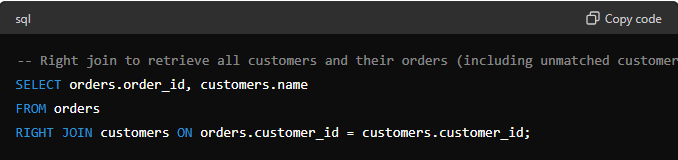 sql
Copy code
-- Right join to retrieve all customers and their orders (including unmatched customer
SELECT orders.order_id, customers.name
FROM orders
RIGHT JOIN customers ON orders.customer_id = customers.customer_id;